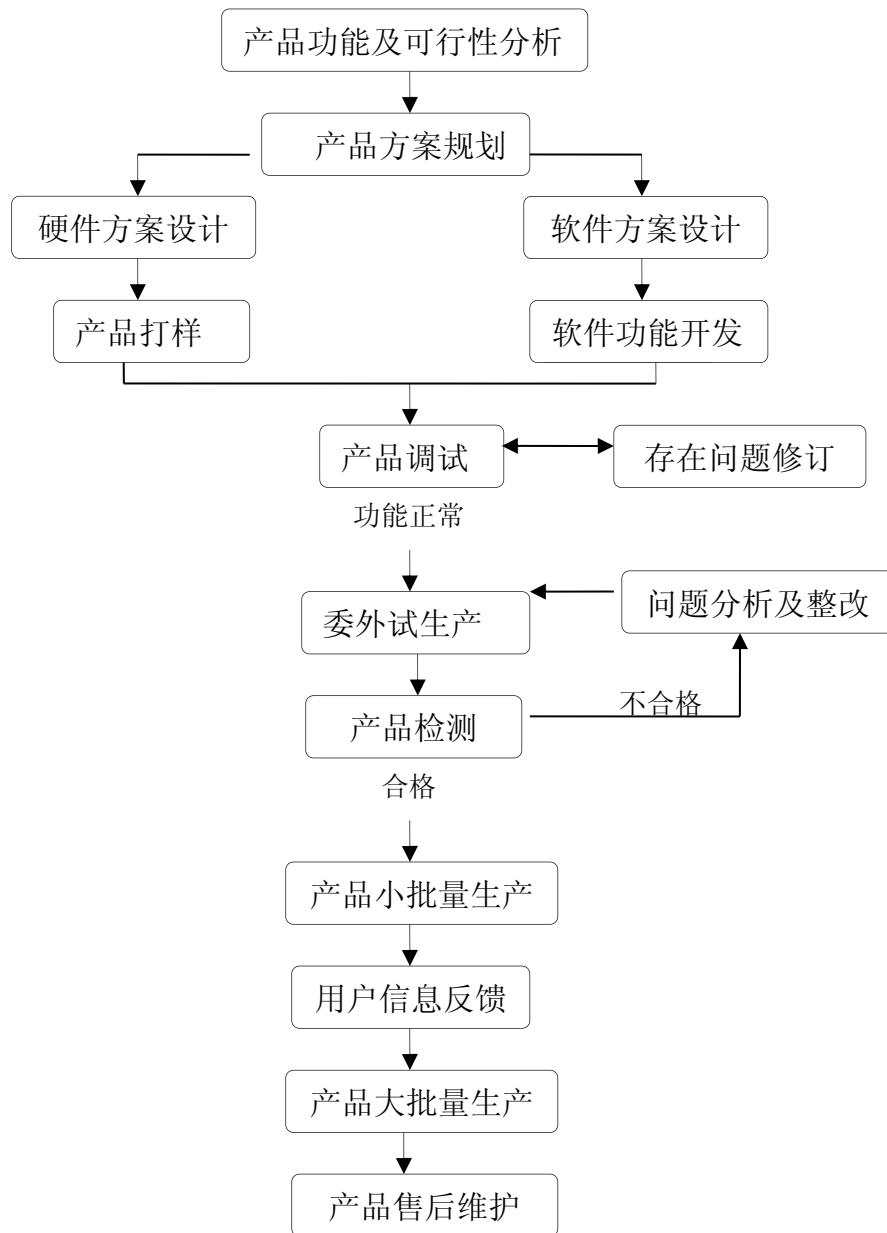 产品功能及可行性分析
产品方案规划
硬件方案设计
软件方案设计
产品打样
软件功能开发
产品调试
存在问题修订
功能正常
委外试生产
问题分析及整改
产品检测
不合格
合格
产品小批量生产
用户信息反馈
产品大批量生产
产品售后维护